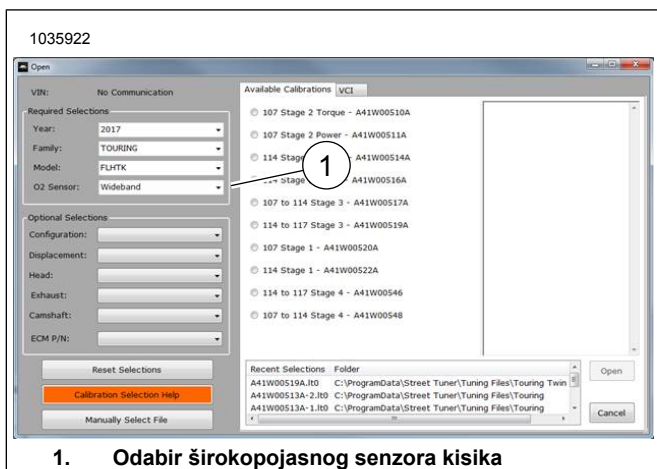 1035922
Open
VIN: No Communication
Required Selections
Year: 2017
Family: TOURING
Model: FLHTK
O2 Sensor: Wideband
Optional Selections
Configuration:
Displacement:
Head:
Exhaust:
Camshaft:
ECM P/N:
Reset Selections
Calibration Selection Help
Manually Select File
Available Calibrations VCI
107 Stage 2 Torque - A41W00510A
107 Stage 2 Power - A41W00511A
114 Stage - A41W00514A
114 Stage A41W00516A
1
107 to 114 Stage 3 - A41W00517A
114 to 117 Stage 3 - A41W00519A
107 Stage 1 - A41W00520A
114 Stage 1 - A41W00522A
114 to 117 Stage 4 - A41W00546
107 to 114 Stage 4 - A41W00548
Recent Selections Folder
A41W00519A.lt0 C:\ProgramData\Street Tuner\Tuning Files\Touring Twin
A41W00513A-2.lt0 C:\ProgramData\Street Tuner\Tuning Files\Touring
A41W00513A-1.lt0 C:\ProgramData\Street Tuner\Tuning Files\Touring
Open
Cancel
1. Odabir širokopojasnog senzora kisika